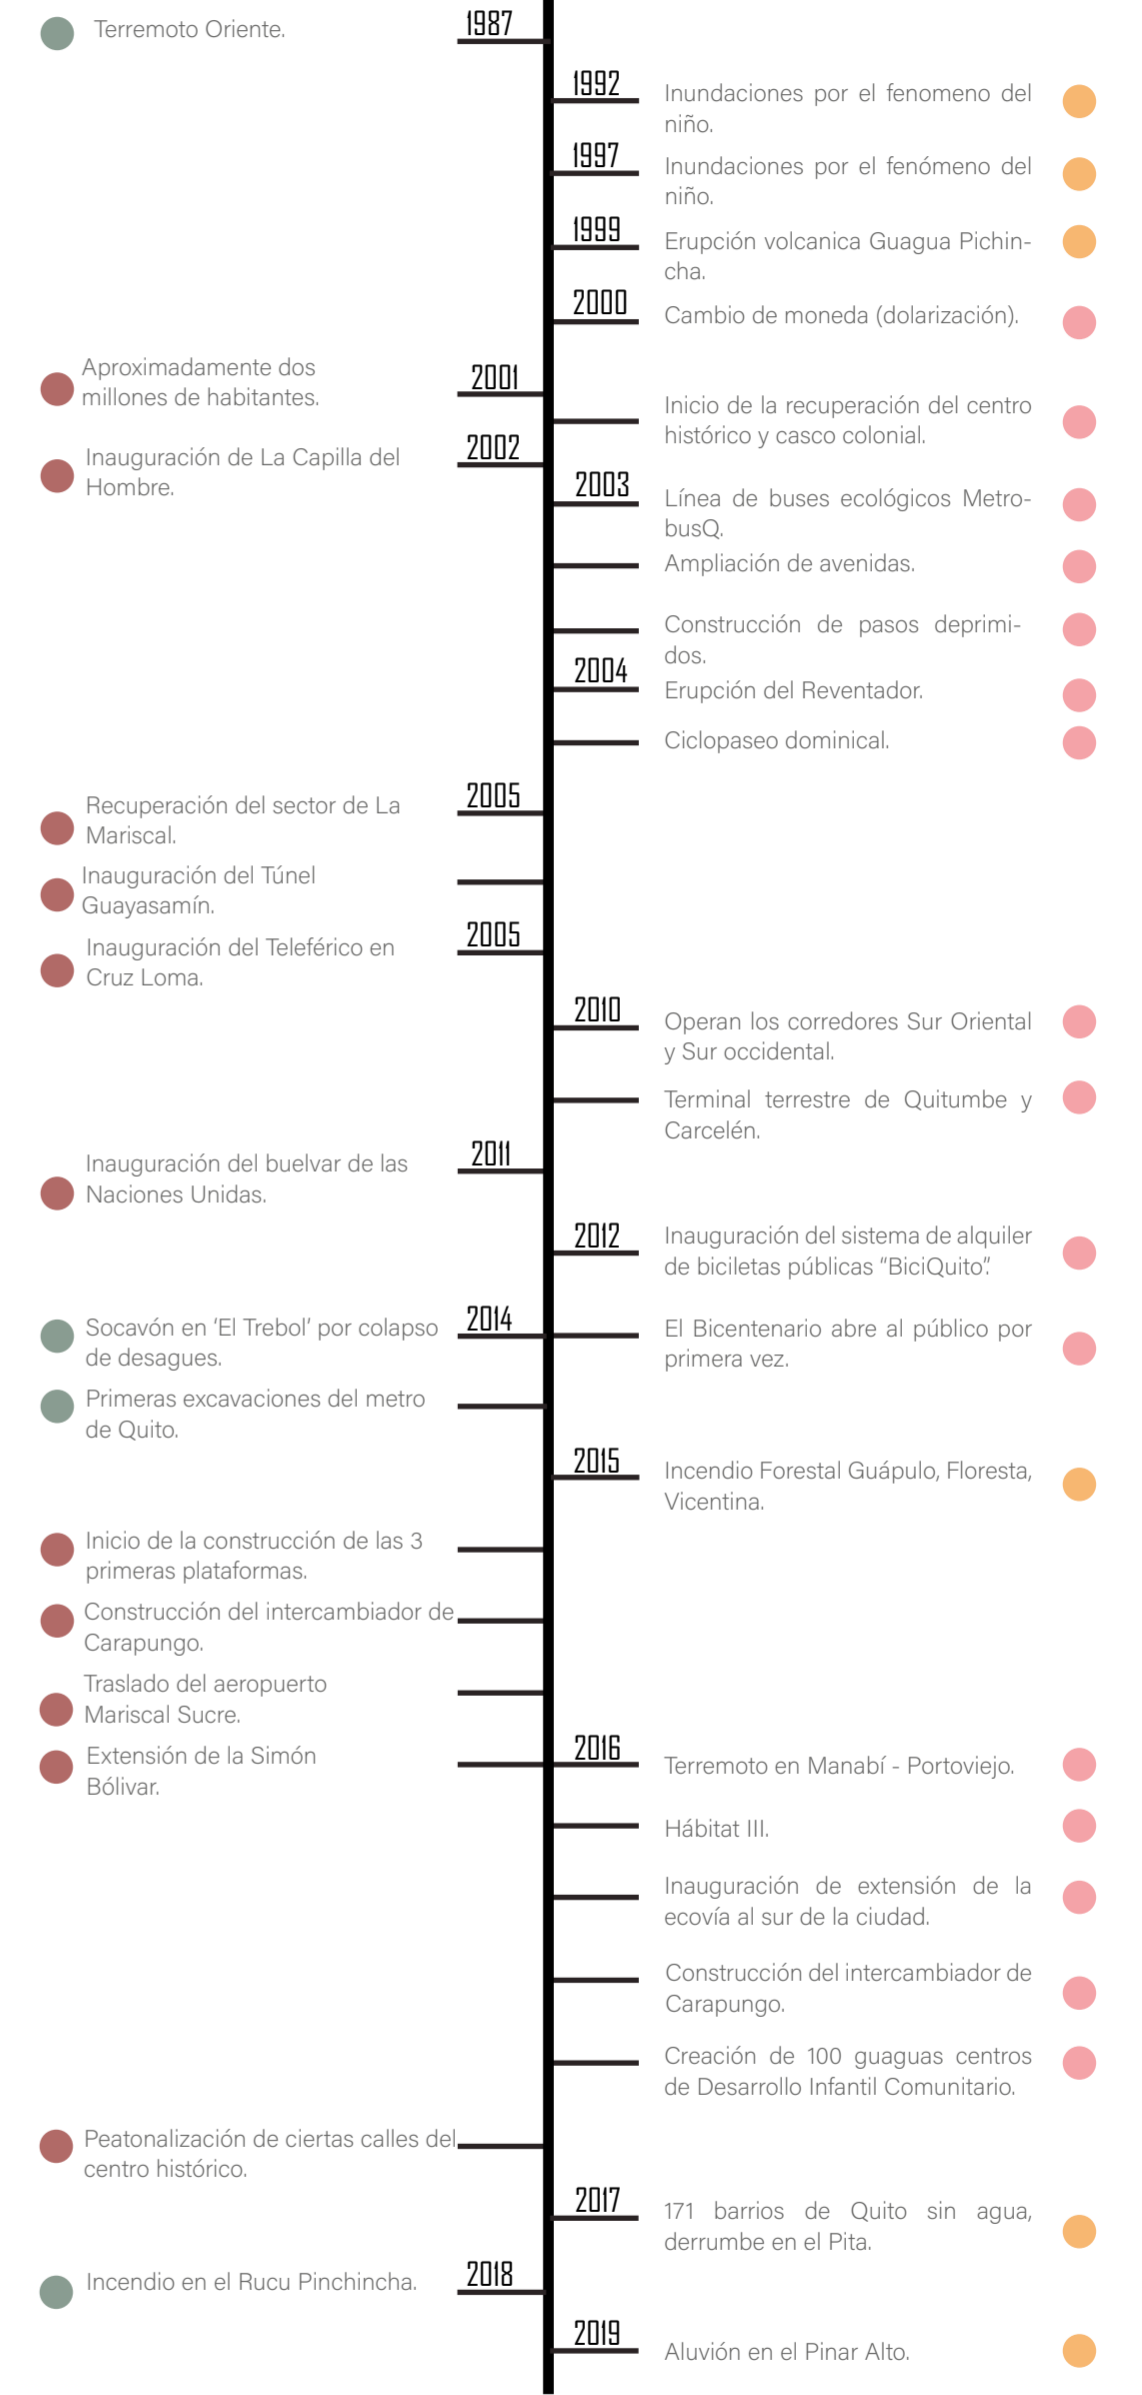 Terremoto Oriente.
1987
1992
Inundaciones por el fenomeno del
niño.
1997
Inundaciones por el fenómeno del
niño.
1999
Erupción volcanica Guagua Pichin-
cha.
2000
Cambio de moneda (dolarización).
Aproximadamente dos
millones de habitantes.
2001
Inicio de la recuperación del centro
histórico y casco colonial.
Inauguración de La Capilla del
Hombre.
2002
2003
Línea de buses ecológicos Metro-
busQ.
Ampliación de avenidas.
Construcción de pasos deprimi-
dos.
2004
Erupción del Reventador.
Ciclopaseo dominical.
Recuperación del sector de La
Mariscal.
2005
Inauguración del Túnel
Guayasamín.
Inauguración del Teleférico en
Cruz Loma.
2005
2010
Operan los corredores Sur Oriental
y Sur occidental.
Terminal terrestre de Quitumbe y
Carcelén.
Inauguración del buelvar de las
Naciones Unidas.
2011
2012
Inauguración del sistema de alquiler
de biciletas públicas “BiciQuito”.
Socavón en ‘El Trebol’ por colapso
de desagues.
2014
El Bicentenario abre al público por
primera vez.
Primeras excavaciones del metro
de Quito.
2015
Incendio Forestal Guápulo, Floresta,
Vicentina.
Inicio de la construcción de las 3
primeras plataformas.
Construcción del intercambiador de
Carapungo.
Traslado del aeropuerto
Mariscal Sucre.
Extensión de la Simón
Bólivar.
2016
Terremoto en Manabí - Portoviejo.
Hábitat III.
Inauguración de extensión de la
ecovía al sur de la ciudad.
Construcción del intercambiador de
Carapungo.
Creación de 100 guaguas centros
de Desarrollo Infantil Comunitario.
Peatonalización de ciertas calles del
centro histórico.
2017
171 barrios de Quito sin agua,
derrumbe en el Pita.
Incendio en el Rucu Pinchincha.
2018
2019
Aluvión en el Pinar Alto.